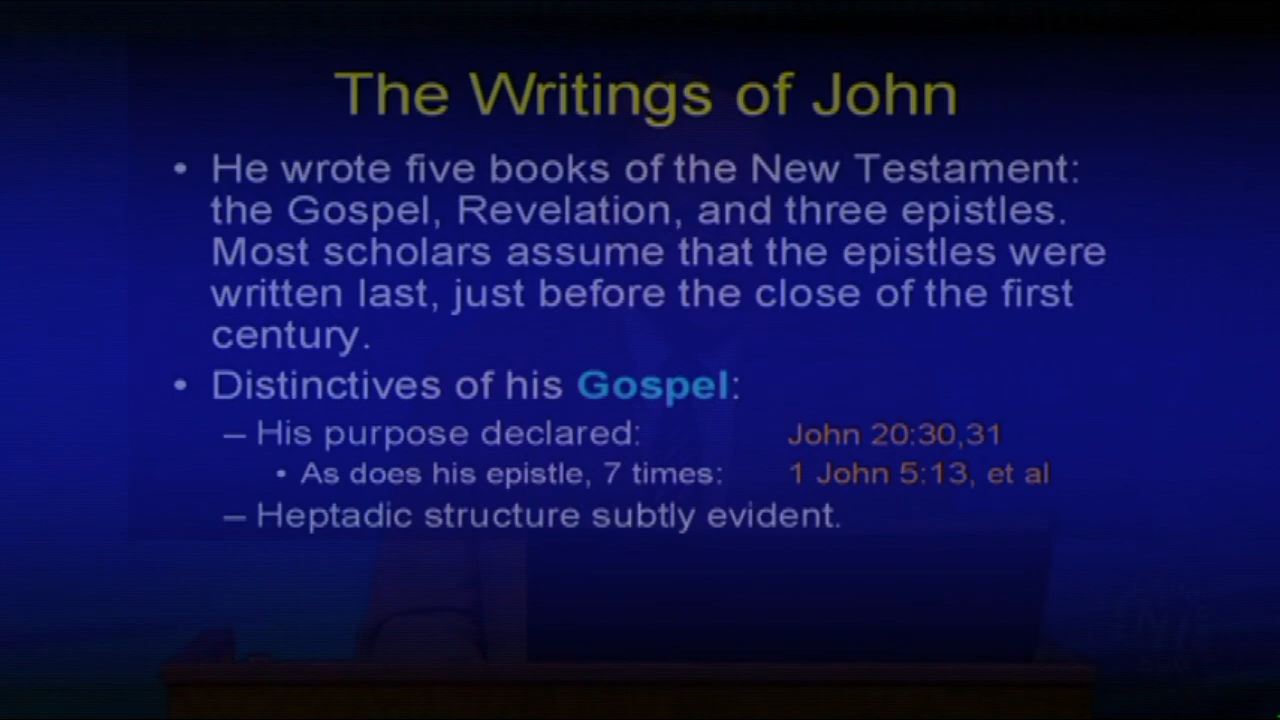 The Writings of John
• He wrote five books of the New Testament:
the Gospel, Revelation, and three epistles.
Most scholars assume that the epistles were
written last, just before the close of the first
century.
• Distinctives of his Gospel:
– His purpose declared: John 20:30,31
• As does his epistle, 7 times: 1 John 5:13, et al
– Heptadic structure subtly evident.